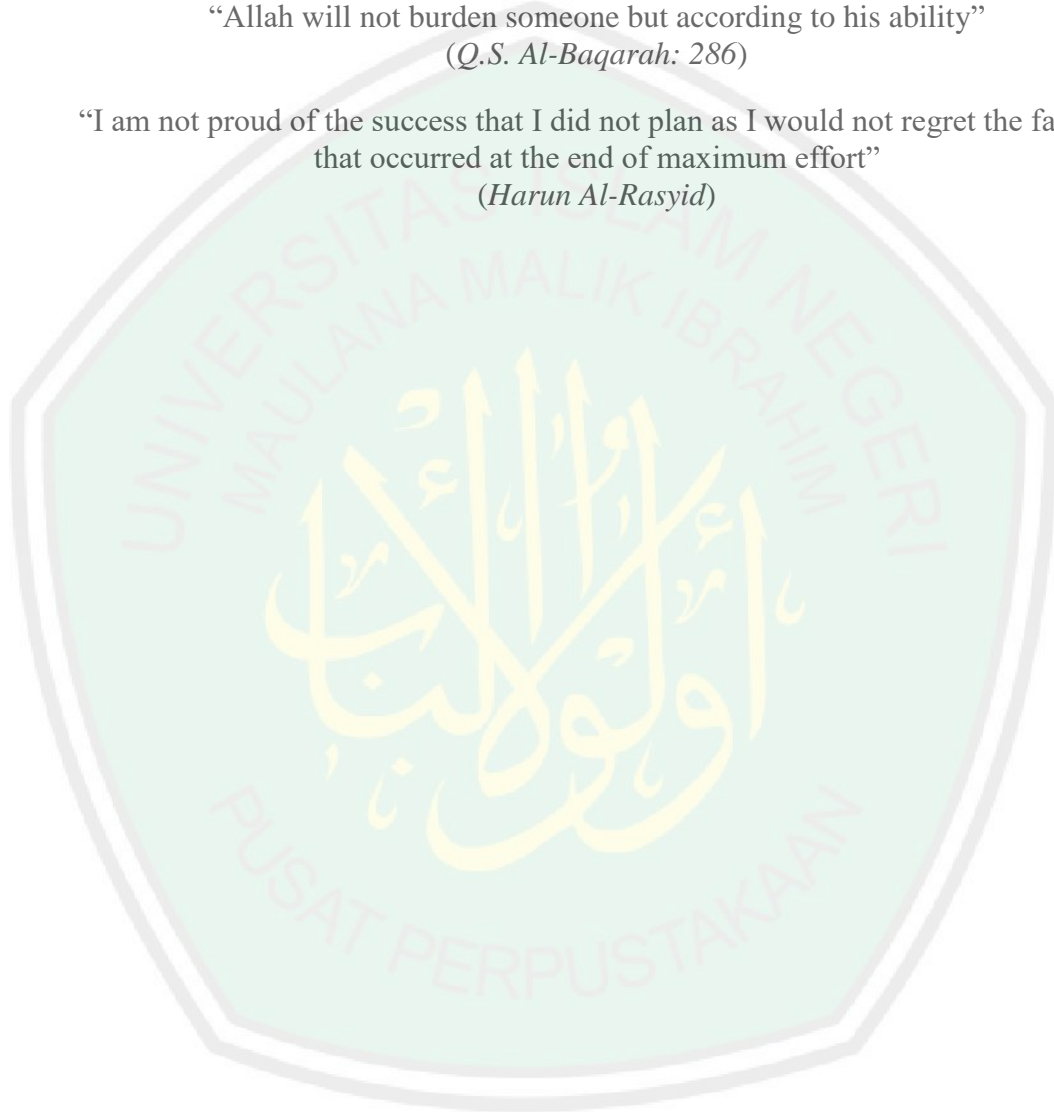 “Allah will not burden someone but according to his ability”
(Q.S. Al-Baqarah: 286)
“I am not proud of the success that I did not plan as I would not regret the fa
that occurred at the end of maximum effort”
(Harun Al-Rasyid)
UNIVERSITAS ISLAM NEGERI
MAULANA MALIK IBRAHIM
أولو الألباب
PUSAT PERPUSTAKAAN